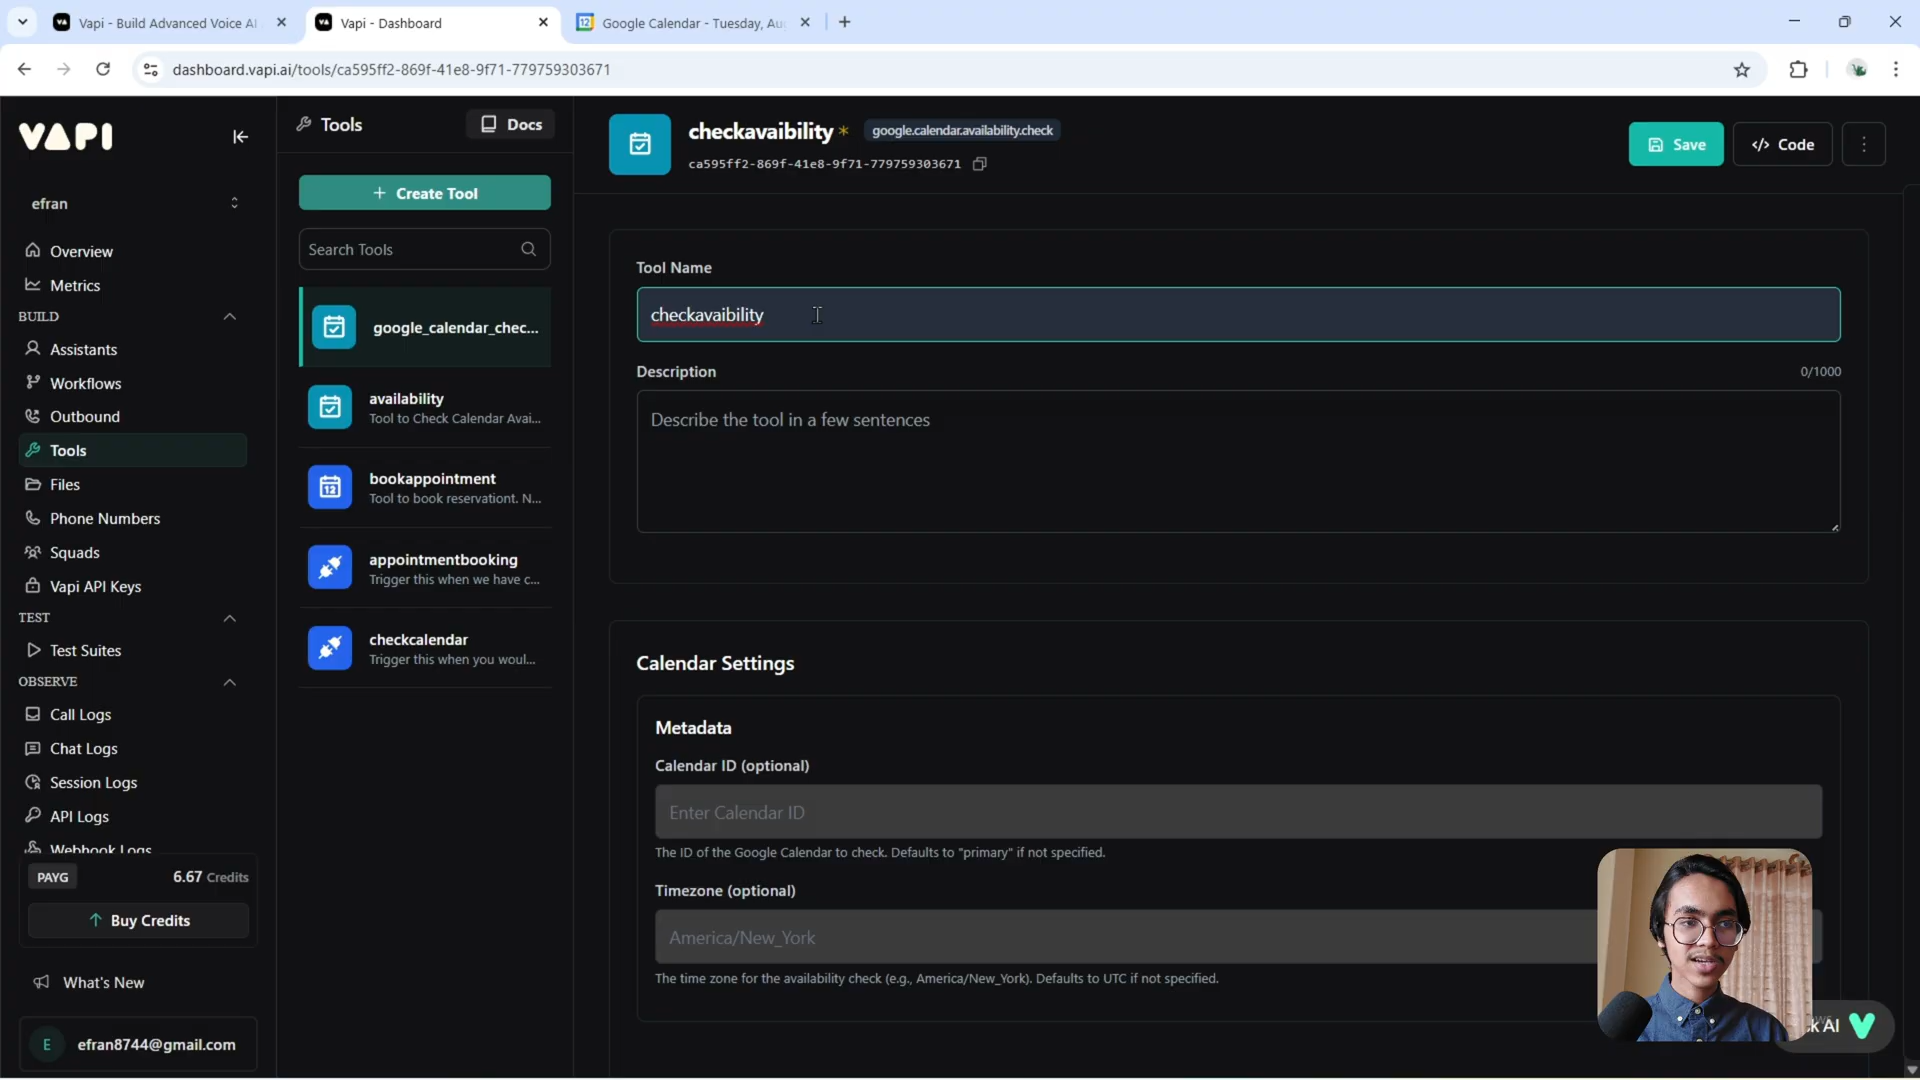 Vapi - Build Advanced Voice AI
Vapi - Dashboard
Google Calendar - Tuesday, Au
dashboard.vapi.ai/tools/ca595ff2-869f-41e8-9f71-779759303671
VAPI
efran
Overview
Metrics
BUILD
Assistants
Workflows
Outbound
Tools
Files
Phone Numbers
Squads
Vapi API Keys
TEST
Test Suites
OBSERVE
Call Logs
Chat Logs
Session Logs
API Logs
Webhook Logs
PAYG
6.67 Credits
Buy Credits
What's New
E
efran8744@gmail.com
Tools
Docs
+ Create Tool
Search Tools
google_calendar_chec...
availability
Tool to Check Calendar Avai...
12
bookappointment
Tool to book reservationt. N...
appointmentbooking
Trigger this when we have c...
checkcalendar
Trigger this when you woul...
checkavaibility *
google.calendar.availability.check
ca595ff2-869f-41e8-9f71-779759303671
Save
</> Code
Tool Name
checkavaibility
Description
0/1000
Describe the tool in a few sentences
Calendar Settings
Metadata
Calendar ID (optional)
Enter Calendar ID
The ID of the Google Calendar to check. Defaults to "primary" if not specified.
Timezone (optional)
America/New_York
The time zone for the availability check (e.g., America/New_York). Defaults to UTC if not specified.
AI